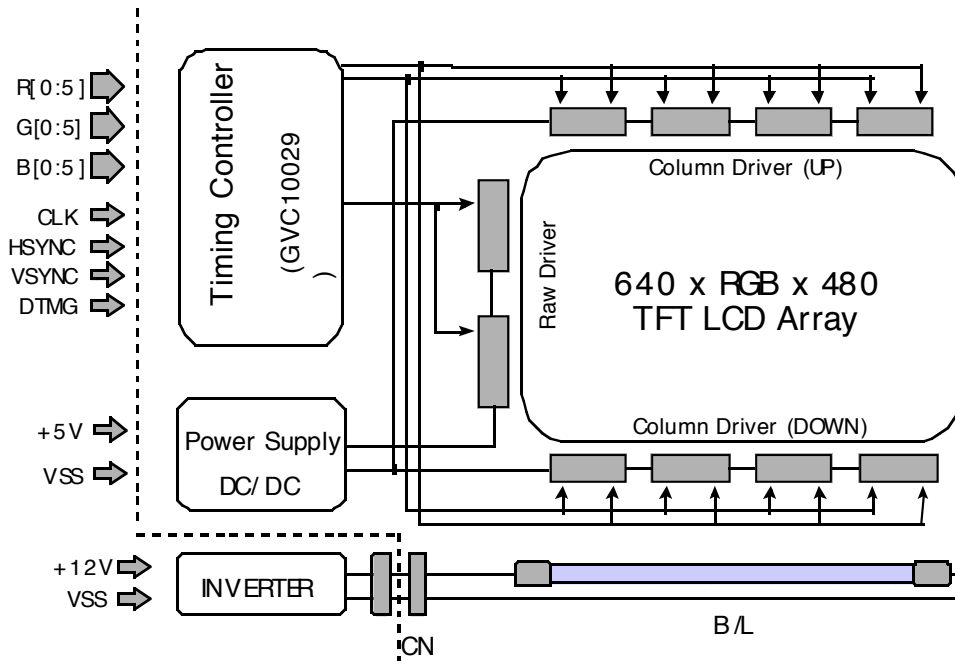 R[0:5]
G[0:5]
B[0:5]
CLK
HSYNC
VSYNC
DTMG
+5V
VSS
+12V
VSS
Timing Controller
(GVC10029
)
Power Supply
DC/DC
INVERTER
CN
Column Driver (UP)
Raw Driver
640 x RGB x 480
TFT LCD Array
Column Driver (DOWN)
B/L